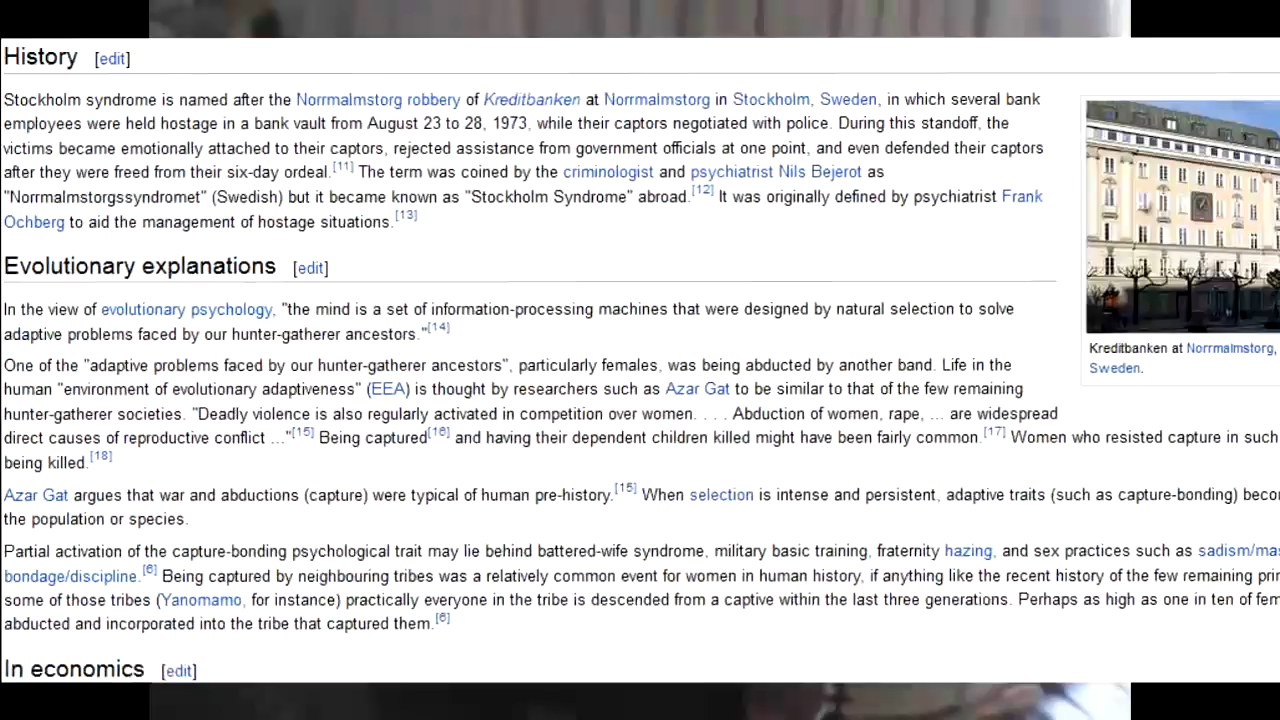 History [edit]
Stockholm syndrome is named after the Norrmalmstorg robbery of Kreditbanken at Norrmalmstorg in Stockholm, Sweden, in which several bank
employees were held hostage in a bank vault from August 23 to 28, 1973, while their captors negotiated with police. During this standoff, the
victims became emotionally attached to their captors, rejected assistance from government officials at one point, and even defended their captors
after they were freed from their six-day ordeal.[11] The term was coined by the criminologist and psychiatrist Nils Bejerot as
"Norrmalmstorgssyndromet" (Swedish) but it became known as "Stockholm Syndrome" abroad.[12] It was originally defined by psychiatrist Frank
Ochberg to aid the management of hostage situations.[13]
Kreditbanken at Norrmalmstorg,
Sweden.
Evolutionary explanations [edit]
In the view of evolutionary psychology, "the mind is a set of information-processing machines that were designed by natural selection to solve
adaptive problems faced by our hunter-gatherer ancestors."[14]
One of the "adaptive problems faced by our hunter-gatherer ancestors", particularly females, was being abducted by another band. Life in the
human "environment of evolutionary adaptiveness" (EEA) is thought by researchers such as Azar Gat to be similar to that of the few remaining
hunter-gatherer societies. "Deadly violence is also regularly activated in competition over women. . . . Abduction of women, rape, ... are widespread
direct causes of reproductive conflict ..."[15] Being captured[16] and having their dependent children killed might have been fairly common.[17] Women who resisted capture in such
being killed.[18]
Azar Gat argues that war and abductions (capture) were typical of human pre-history.[15] When selection is intense and persistent, adaptive traits (such as capture-bonding) beco
the population or species.
Partial activation of the capture-bonding psychological trait may lie behind battered-wife syndrome, military basic training, fraternity hazing, and sex practices such as sadism/ma
bondage/discipline.[6] Being captured by neighbouring tribes was a relatively common event for women in human history, if anything like the recent history of the few remaining pri
some of those tribes (Yanomamo, for instance) practically everyone in the tribe is descended from a captive within the last three generations. Perhaps as high as one in ten of fem
abducted and incorporated into the tribe that captured them.[6]
In economics [edit]